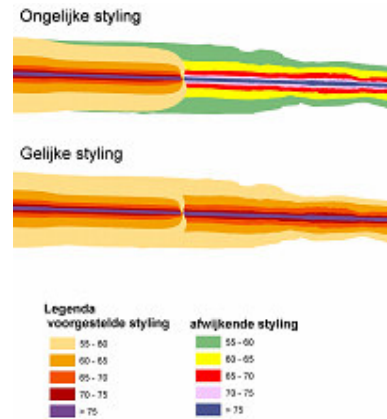 Ongelijke styling
Gelijke styling
Legenda
voorgestelde styling
55 - 60
60 - 65
65 - 70
70 - 75
> 75
afwijkende styling
55 - 60
60 - 65
65 - 70
70 - 75
> 75